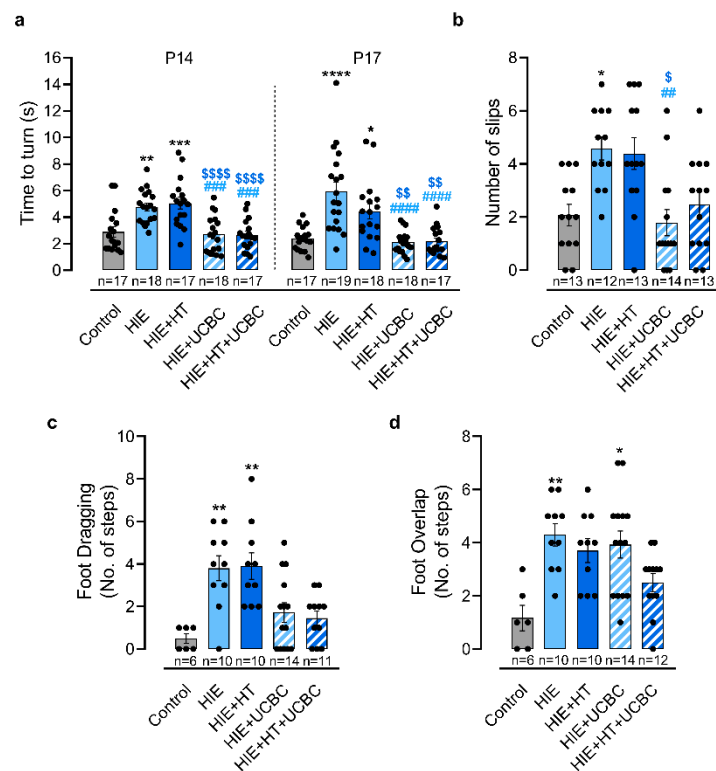 a
P14
P17
Time to turn (s)
16
14
12
10
8
6
4
2
0
**
***
$$$$
###
$$$$
###
****
*
$$
####
$$
####
n=17
n=18
n=17
n=18
n=17
n=17
n=19
n=18
n=18
n=17
Control
HIE
HIE+HT
HIE+UCBC
HIE+HT+UCBC
Control
HIE
HIE+HT
HIE+UCBC
HIE+HT+UCBC
b
Number of slips
8
6
4
2
0
*
$
##
n=13
n=12
n=13
n=14
n=13
Control
HIE
HIE+HT
HIE+UCBC
HIE+HT+UCBC
c
Foot Dragging
(No. of steps)
10
8
6
4
2
0
**
**
n=6
n=10
n=10
n=14
n=11
Control
HIE
HIE+HT
HIE+UCBC
HIE+HT+UCBC
d
Foot Overlap
(No. of steps)
8
6
4
2
0
**
*
n=6
n=10
n=10
n=14
n=12
Control
HIE
HIE+HT
HIE+UCBC
HIE+HT+UCBC